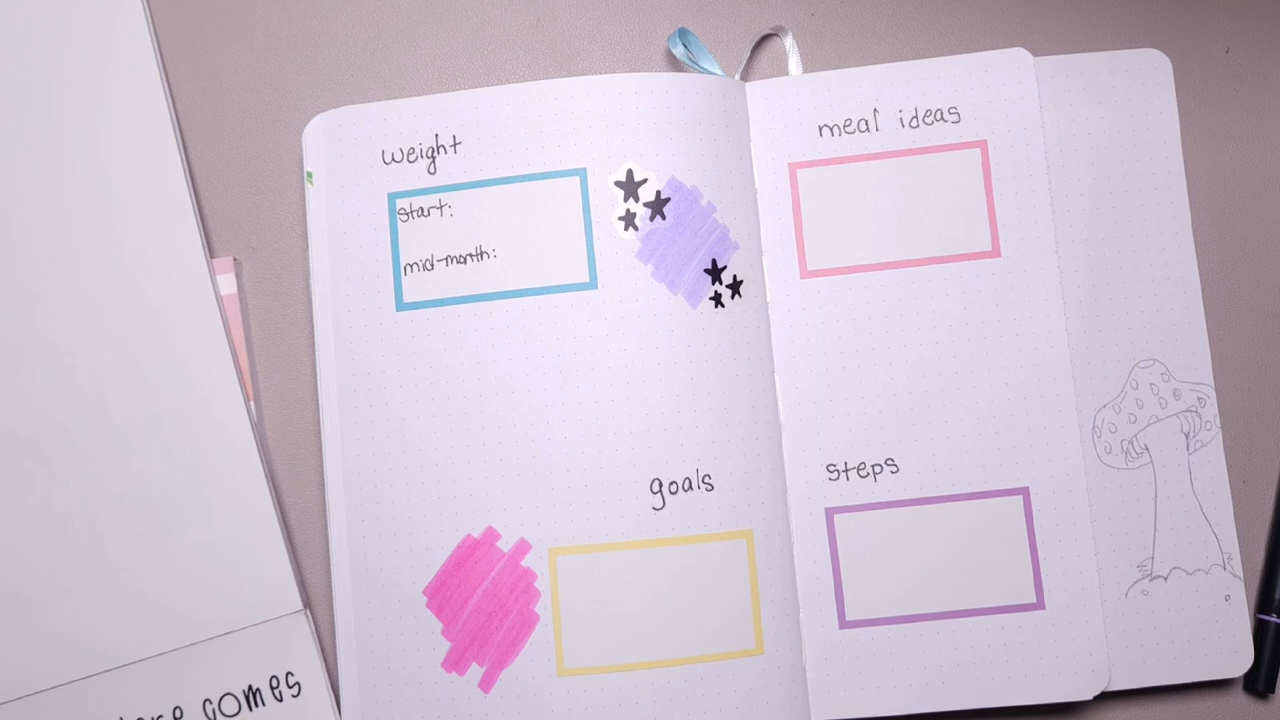 weight
start:
mid-month:
goals
meal ideas
steps
comes